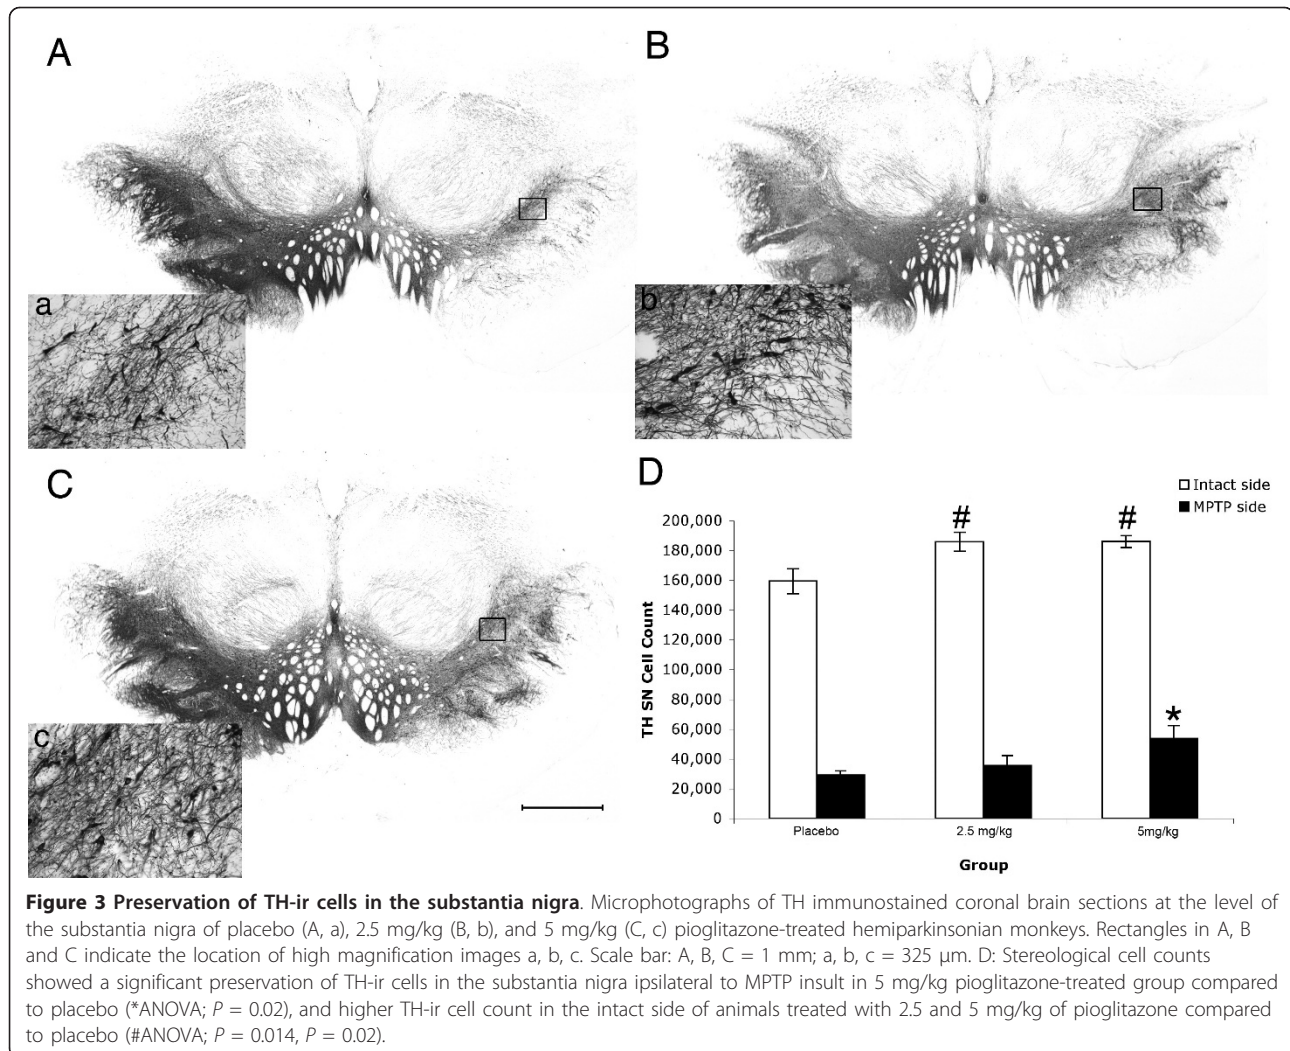 A
B
a
b
C
c
D
Intact side
MPTP side
#
#
*
200,000
180,000
160,000
140,000
120,000
100,000
80,000
60,000
40,000
20,000
0
TH SN Cell Count
Placebo
2.5 mg/kg
5mg/kg
Group
Figure 3 Preservation of TH-ir cells in the substantia nigra. Microphotographs of TH immunostained coronal brain sections at the level of
the substantia nigra of placebo (A, a), 2.5 mg/kg (B, b), and 5 mg/kg (C, c) pioglitazone-treated hemiparkinsonian monkeys. Rectangles in A, B
and C indicate the location of high magnification images a, b, c. Scale bar: A, B, C = 1 mm; a, b, c = 325 μm. D: Stereological cell counts
showed a significant preservation of TH-ir cells in the substantia nigra ipsilateral to MPTP insult in 5 mg/kg pioglitazone-treated group compared
to placebo (*ANOVA; P = 0.02), and higher TH-ir cell count in the intact side of animals treated with 2.5 and 5 mg/kg of pioglitazone compared
to placebo (#ANOVA; P = 0.014, P = 0.02).